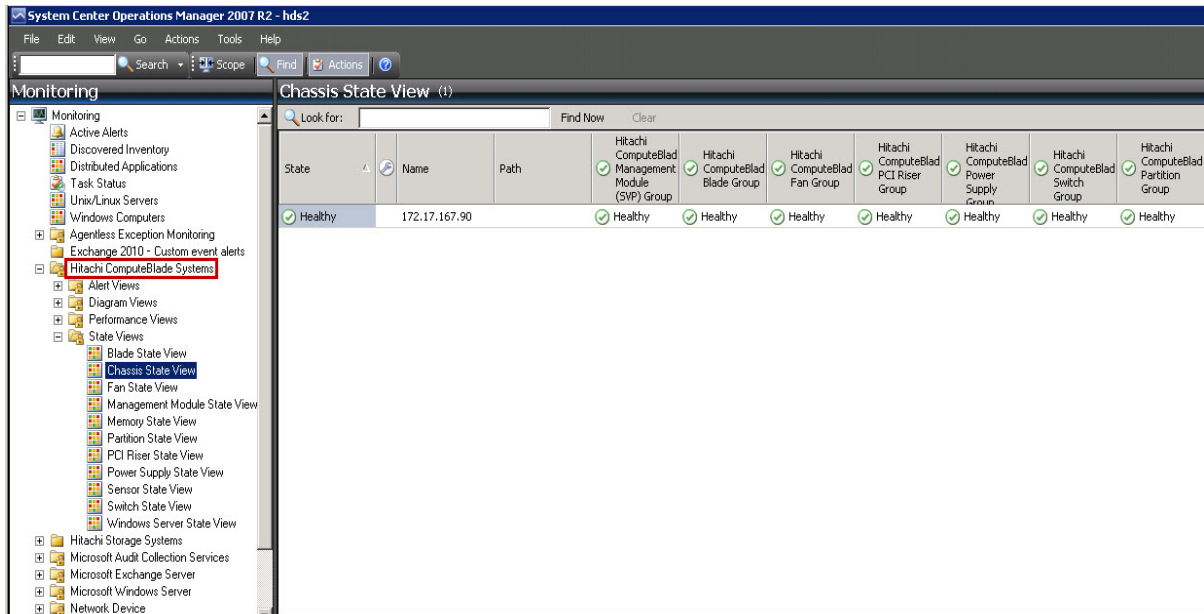 System Center Operations Manager 2007 R2 - hds2
File Edit View Go Actions Tools Help
Search Scope Find Actions
Monitoring
Monitoring
Active Alerts
Discovered Inventory
Distributed Applications
Task Status
Unix/Linux Servers
Windows Computers
Agentless Exception Monitoring
Exchange 2010 - Custom event alerts
Hitachi ComputeBlade Systems
Alert Views
Diagram Views
Performance Views
State Views
Blade State View
Chassis State View
Fan State View
Management Module State View
Memory State View
Partition State View
PCI Riser State View
Power Supply State View
Sensor State View
Switch State View
Windows Server State View
Hitachi Storage Systems
Microsoft Audit Collection Services
Microsoft Exchange Server
Microsoft Windows Server
Network Device
Chassis State View (1)
Look for: Find Now Clear
State
Name
Path
Hitachi
ComputeBlad
Management
Module
(SVP) Group
Hitachi
ComputeBlad
Blade Group
Hitachi
ComputeBlad
Fan Group
Hitachi
ComputeBlad
PCI Riser
Group
Hitachi
ComputeBlad
Power
Supply
Group
Hitachi
ComputeBlad
Switch
Group
Hitachi
ComputeBlad
Partition
Group
Healthy 172.17.167.90 Healthy Healthy Healthy Healthy Healthy Healthy Healthy